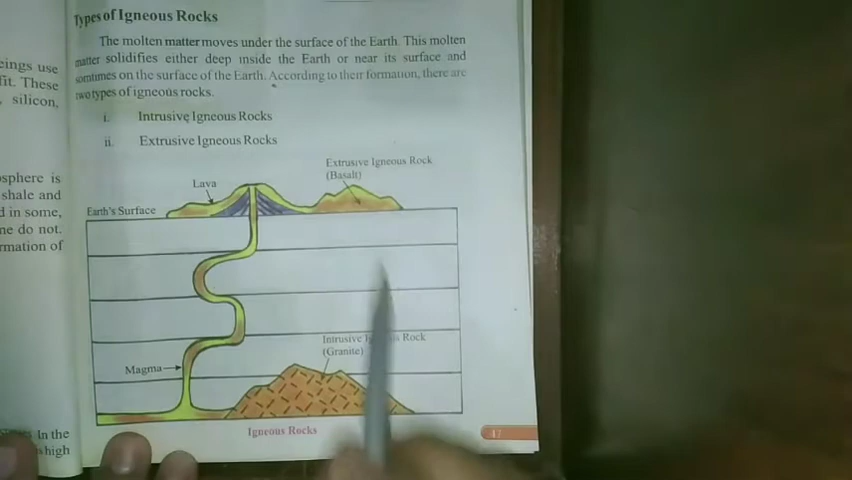 Types of Igneous Rocks
The molten matter moves under the surface of the Earth. This molten
matter solidifies either deep inside the Earth or near its surface and
somtimes on the surface of the Earth. According to their formation, there are
two types of igneous rocks.
i. Intrusive Igneous Rocks
ii. Extrusive Igneous Rocks
Extrusive Igneous Rock
(Basalt)
Lava
Earth's Surface
Intrusive Rock
(Granite)
Magma
Igneous Rocks
17
eings use
fit. These
, silicon,
osphere is
shale and
d in some,
ne do not.
rmation of
In the
high